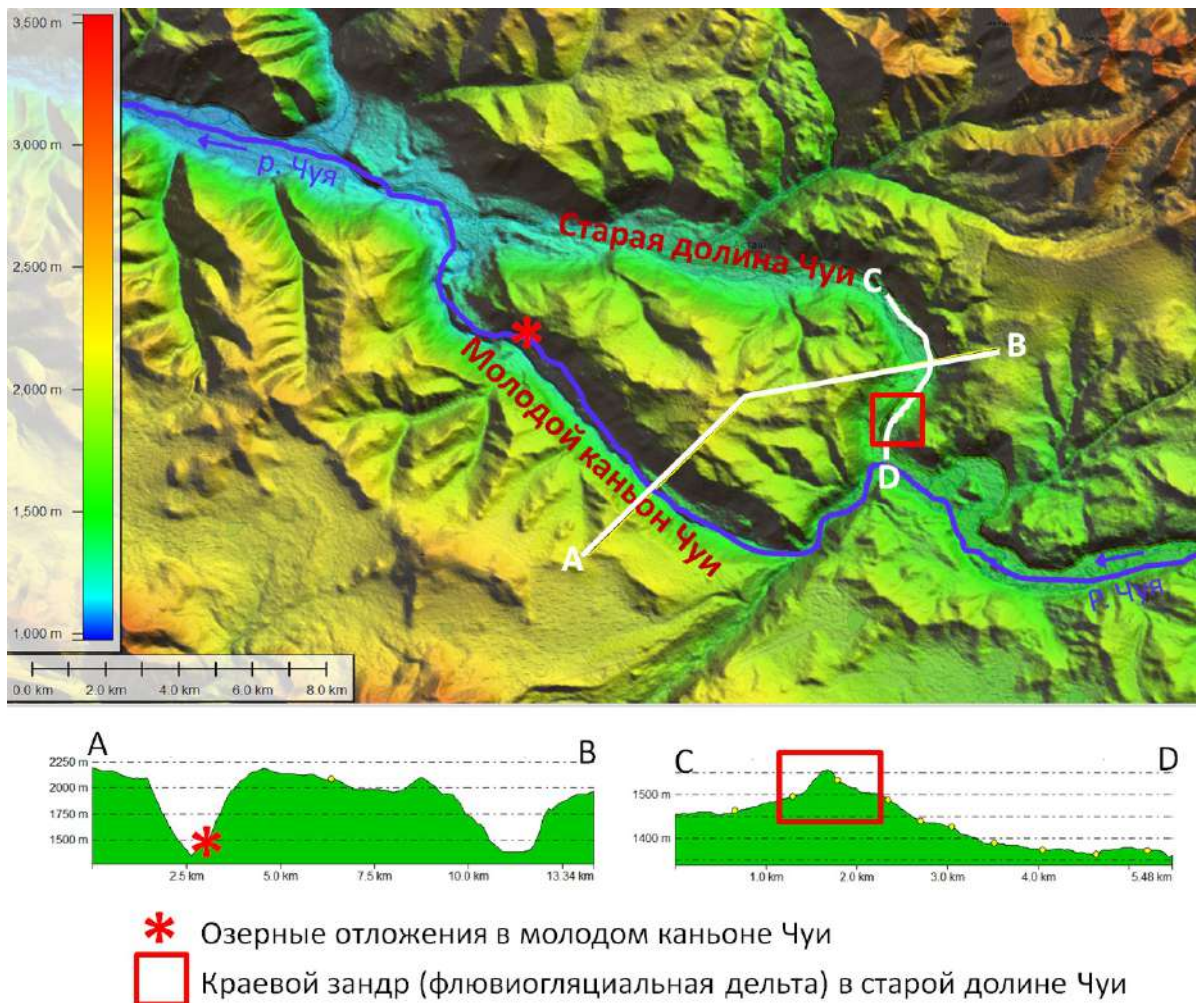 3,500 m
3,000 m
2,500 m
2,000 m
1,500 m
1,000 m
0.0 km 2.0 km 4.0 km 6.0 km 8.0 km
р. Чуя
Старая долина Чуи
C
B
Молодой каньон Чуи
D
A
р. Чуя
A B
2250 m
2000 m
1750 m
1500 m
2.5 km 5.0 km 7.5 km 10.0 km 13.34 km
C D
1500 m
1400 m
1.0 km 2.0 km 3.0 km 4.0 km 5.48 km
Озерные отложения в молодом каньоне Чуи
Краевой зандр (флювиогляциальная дельта) в старой долине Чуи